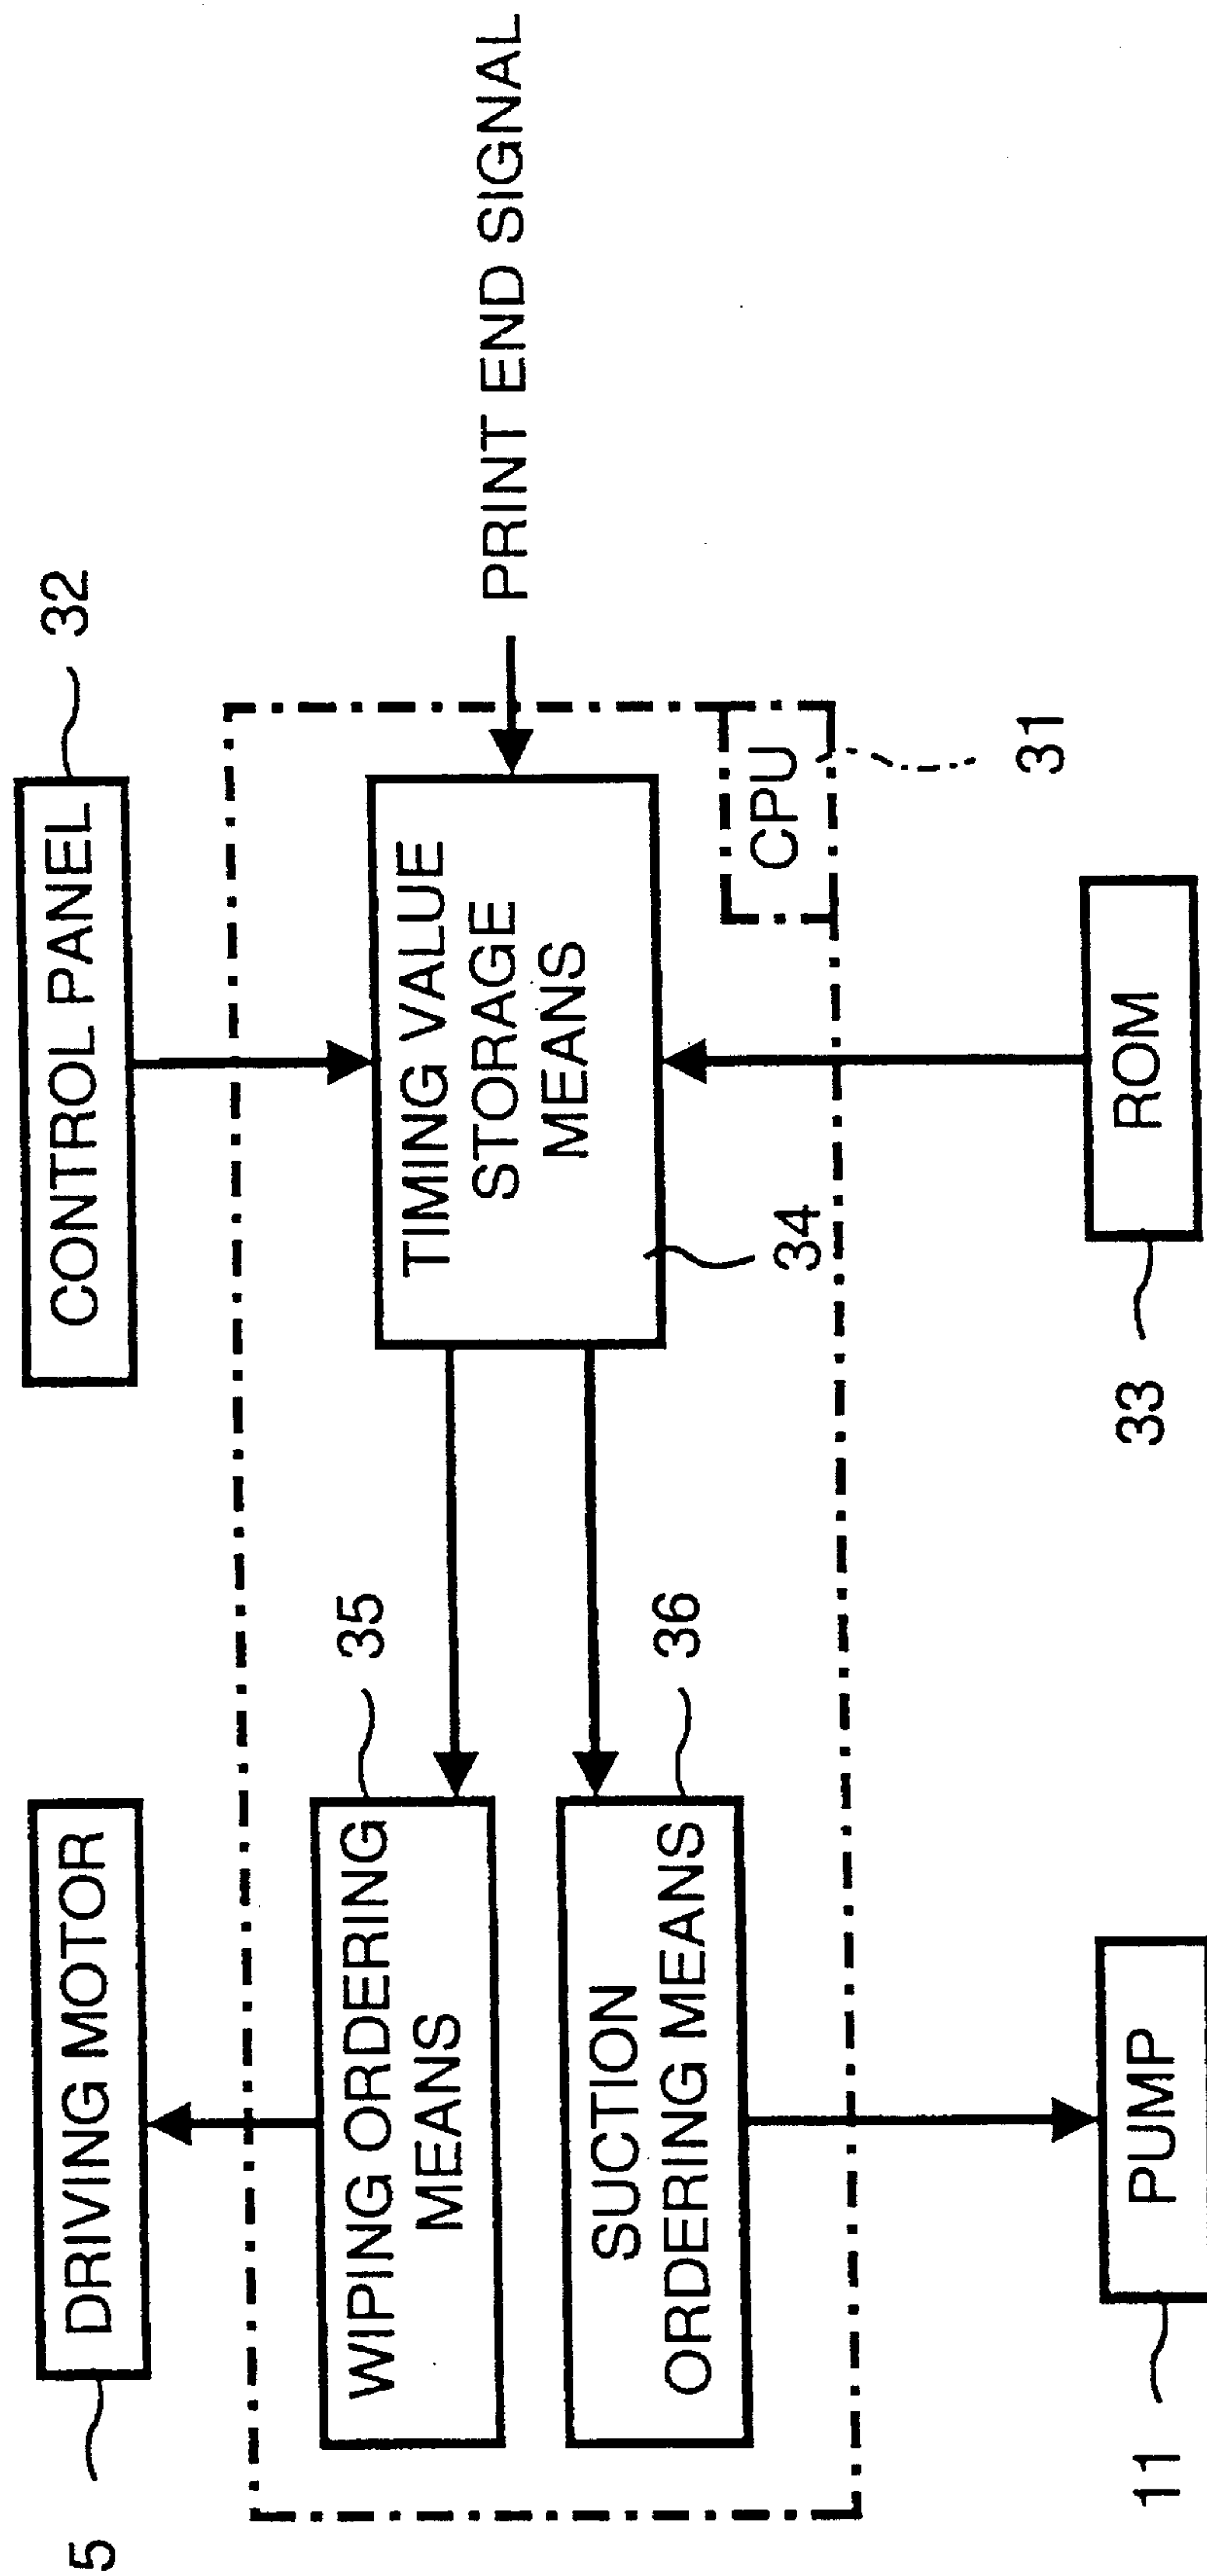 5
DRIVING MOTOR
CONTROL PANEL
32
WIPING ORDERING
MEANS
35
SUCTION
ORDERING MEANS
36
TIMING VALUE
STORAGE
MEANS
34
PRINT END SIGNAL
CPU
31
11
PUMP
33
ROM